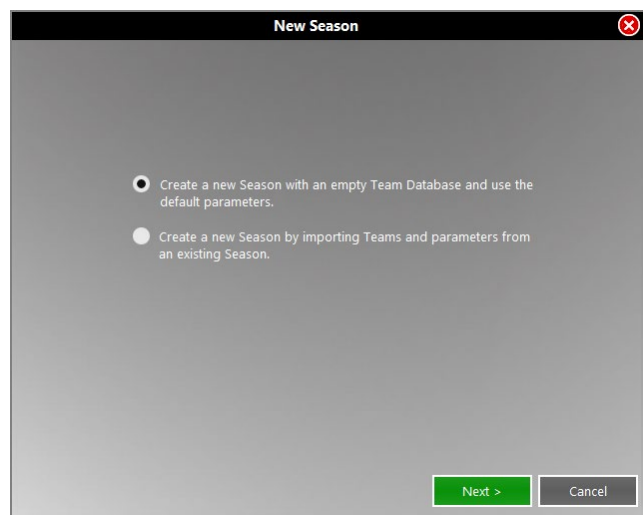 New Season
Create a new Season with an empty Team Database and use the
default parameters.
Create a new Season by importing Teams and parameters from
an existing Season.
Next >
Cancel